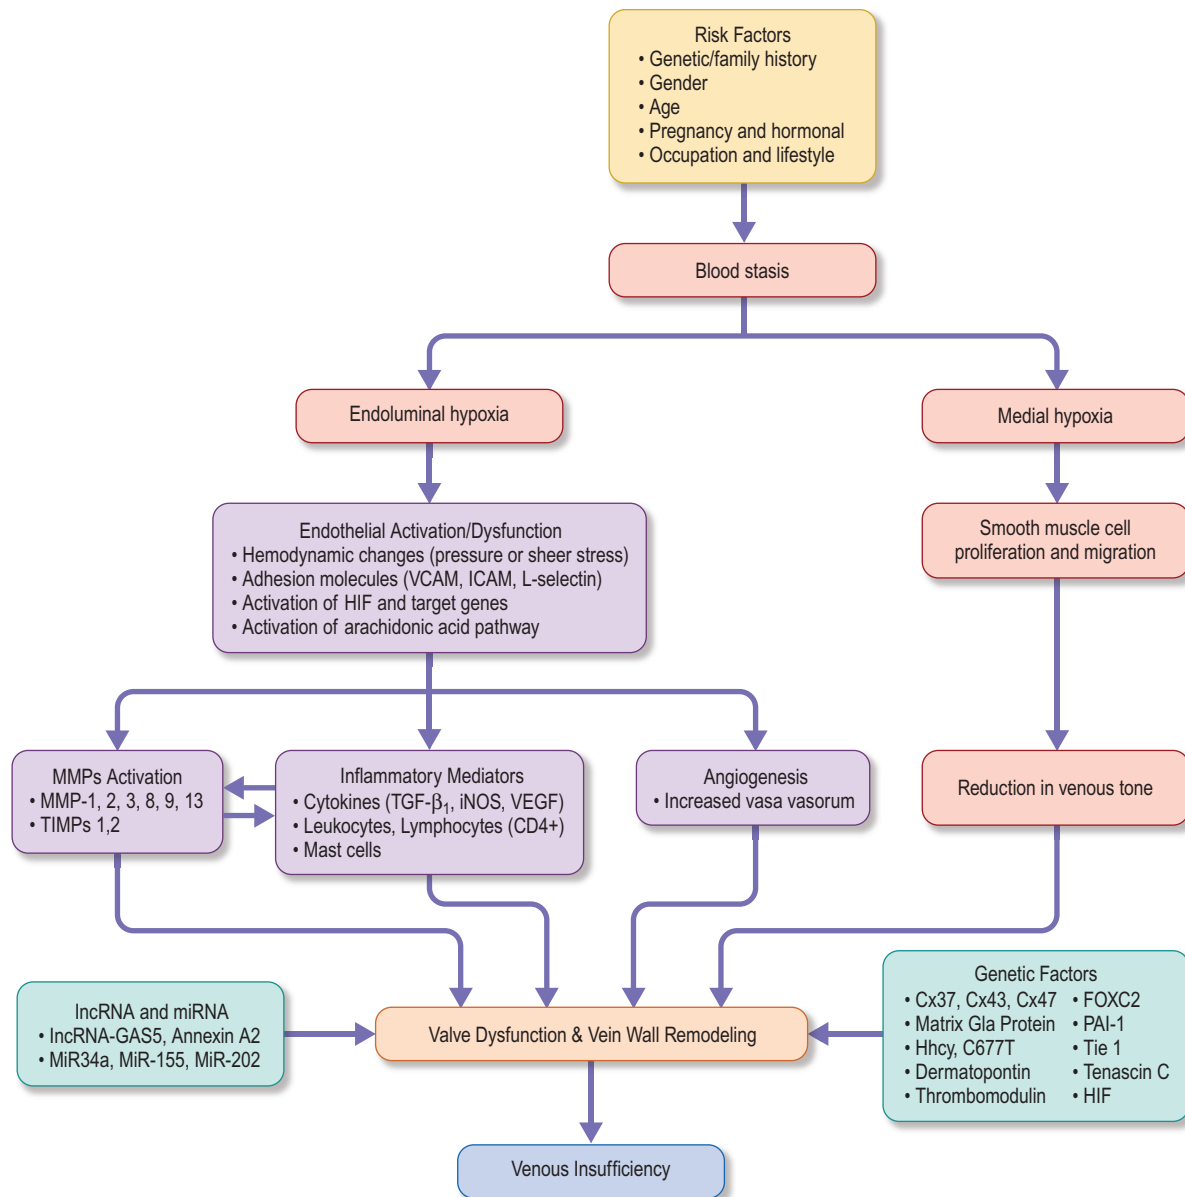 Risk Factors
• Genetic/family history
• Gender
• Age
• Pregnancy and hormonal
• Occupation and lifestyle
Blood stasis
Endoluminal hypoxia
Medial hypoxia
Endothelial Activation/Dysfunction
• Hemodynamic changes (pressure or sheer stress)
• Adhesion molecules (VCAM, ICAM, L-selectin)
• Activation of HIF and target genes
• Activation of arachidonic acid pathway
Smooth muscle cell
proliferation and migration
MMPs Activation
• MMP-1, 2, 3, 8, 9, 13
• TIMPs 1,2
Inflammatory Mediators
• Cytokines (TGF-β₁, iNOS, VEGF)
• Leukocytes, Lymphocytes (CD4+)
• Mast cells
Angiogenesis
• Increased vasa vasorum
Reduction in venous tone
lncRNA and miRNA
• lncRNA-GAS5, Annexin A2
• MiR34a, MiR-155, MiR-202
Valve Dysfunction & Vein Wall Remodeling
Genetic Factors
• Cx37, Cx43, Cx47
• Matrix Gla Protein
• Hhcy, C677T
• Dermatopontin
• Thrombomodulin
• FOXC2
• PAI-1
• Tie 1
• Tenascin C
• HIF
Venous Insufficiency